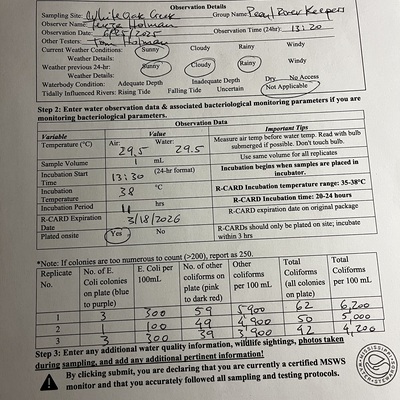 Observation Details
Sampling Site: White Oak Creek Group Name: Pearl River Keepers
Observer Name: Holman
Observation Date: 6/25/2025 Observation Time (24hr): 13:20
Other Testers: Tom Holman
Current Weather Conditions: Sunny Cloudy Rainy Windy
Weather Details:
Weather previous 24-hr: Sunny Cloudy Rainy Windy
Weather Details:
Waterbody Condition: Adequate Depth Inadequate Depth Dry No Access
Tidally Influenced Rivers: Rising Tide Falling Tide Uncertain Not Applicable
Step 2: Enter water observation data & associated bacteriological monitoring parameters if you are
monitoring bacteriological parameters.
Observation Data
Variable Value Important Tips
Temperature (°C) Air: 29.5 Water: 29.5 Measure air temp before water temp. Read with bulb
submerged if possible. Don't touch bulb.
Sample Volume 1 mL Use same volume for all replicates
Incubation Start Time 13:30 (24-hr format) Incubation begins when samples are placed in
incubator.
Incubation Temperature 38 °C R-CARD Incubation temperature range: 35-38°C
Incubation Period hrs R-CARD Incubation time: 20-24 hours
R-CARD Expiration Date 3/18/2026 R-CARD expiration date on original package
Plated onsite Yes No R-CARDs should only be plated on site; incubate
within 3 hrs
*Note: If colonies are too numerous to count (>200), report as 250.
Replicate No. No. of E. Coli colonies on plate (blue to purple) E. Coli per 100mL No. of other coliforms on plate (pink to dark red) Other coliforms per 100 mL Total Coliforms (all colonies on plate) Total Coliforms per 100 mL
1 3 300 59 5900 62 6,200
2 1 100 49 4,900 50 5,000
3 3 300 39 3,900 42 4,200
Step 3: Enter any additional water quality information, wildlife sightings, photos taken
during sampling, and add any additional pertinent information!
By clicking submit, you are declaring that you are currently a certified MSWS
monitor and that you accurately followed all sampling and testing protocols.